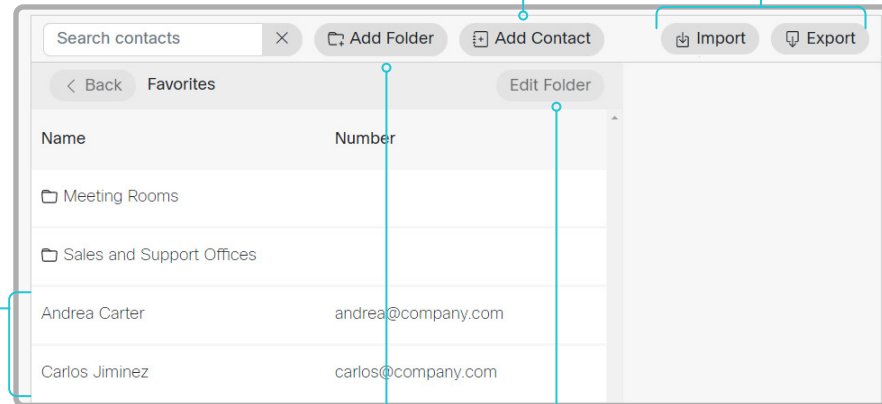 Search contacts Add Folder Add Contact Import Export
Back Favorites Edit Folder
Name Number
Meeting Rooms
Sales and Support Offices
Andrea Carter andrea@company.com
Carlos Jiminez carlos@company.com